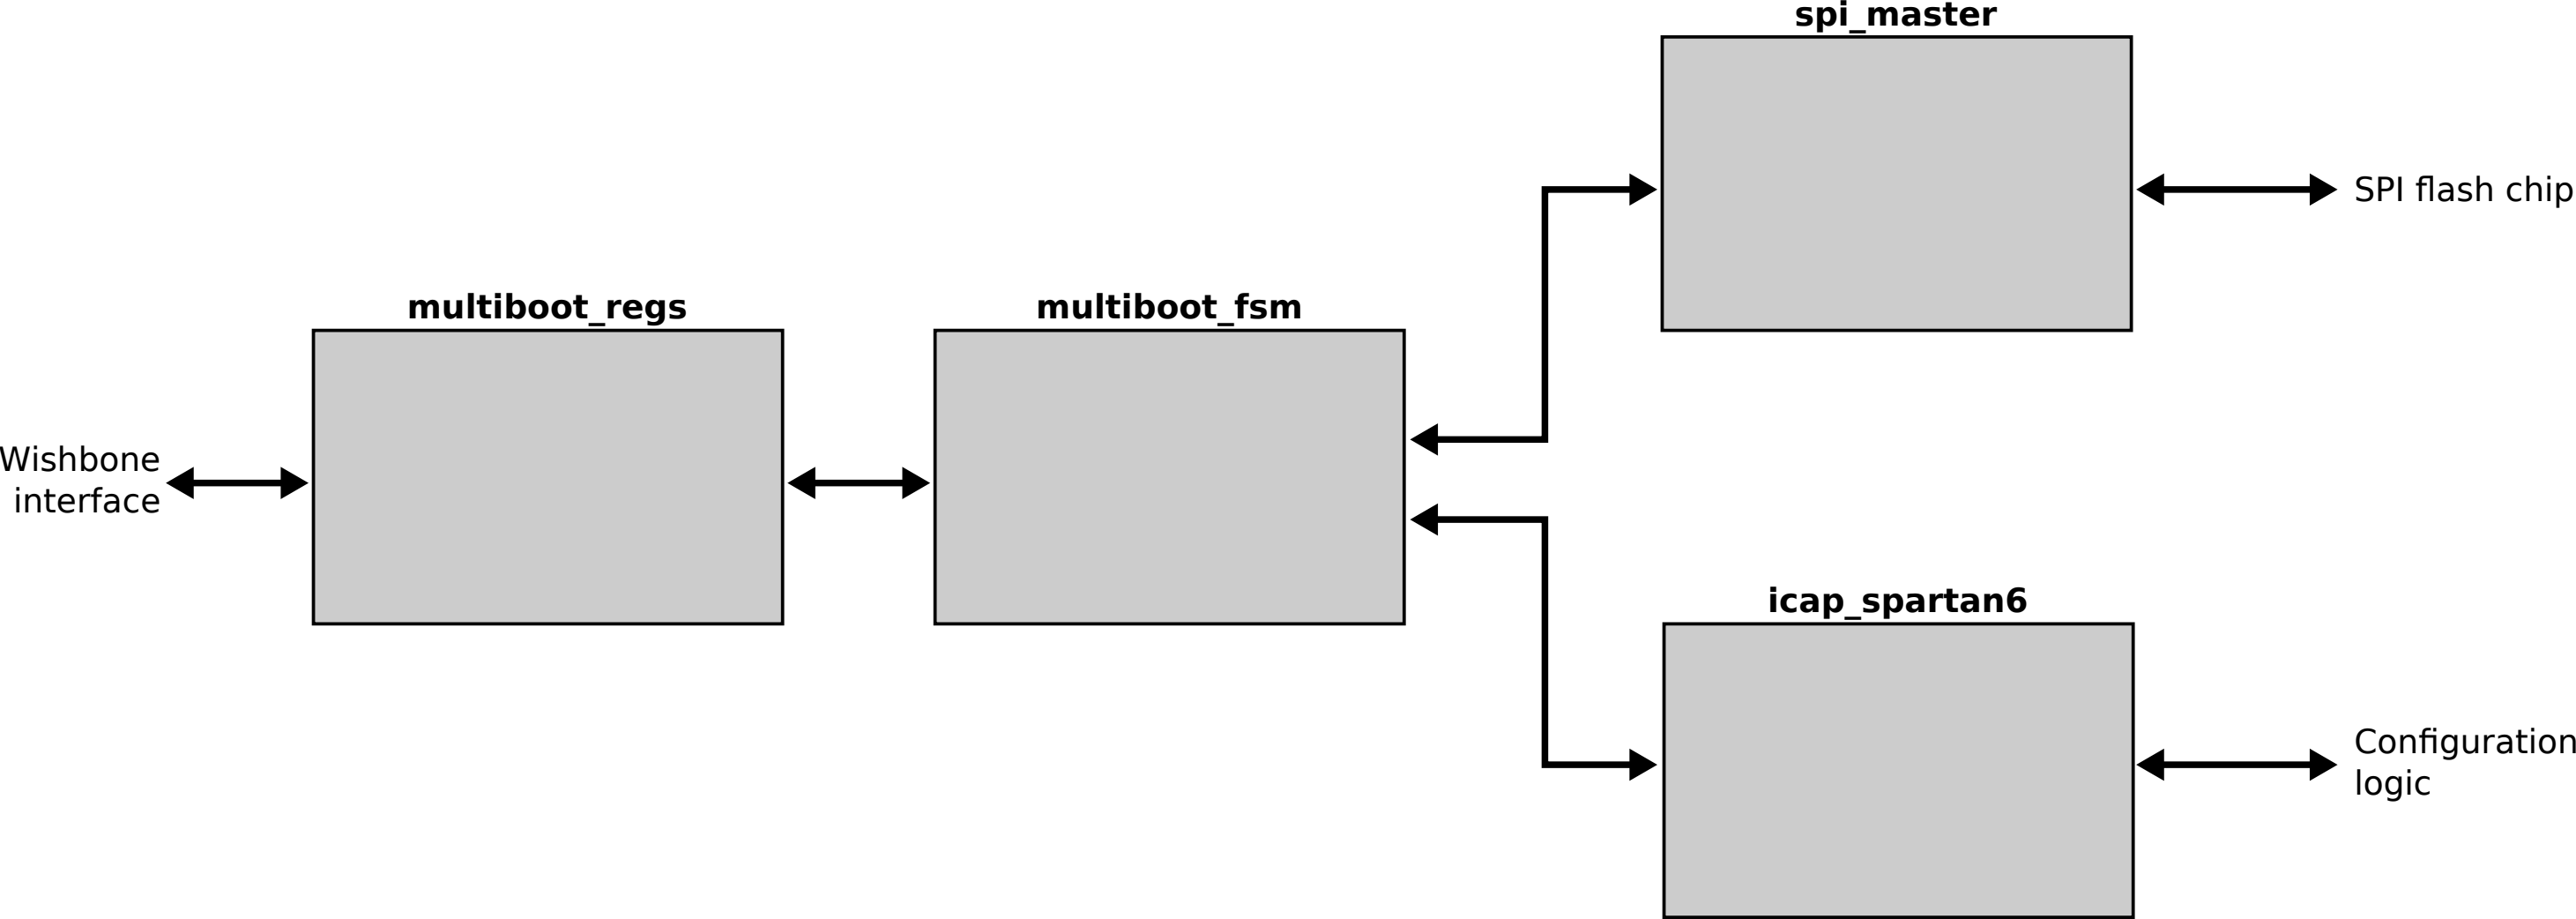 spi_master
SPI flash chip
multiboot_regs
multiboot_fsm
Wishbone
interface
icap_spartan6
Configuration
logic